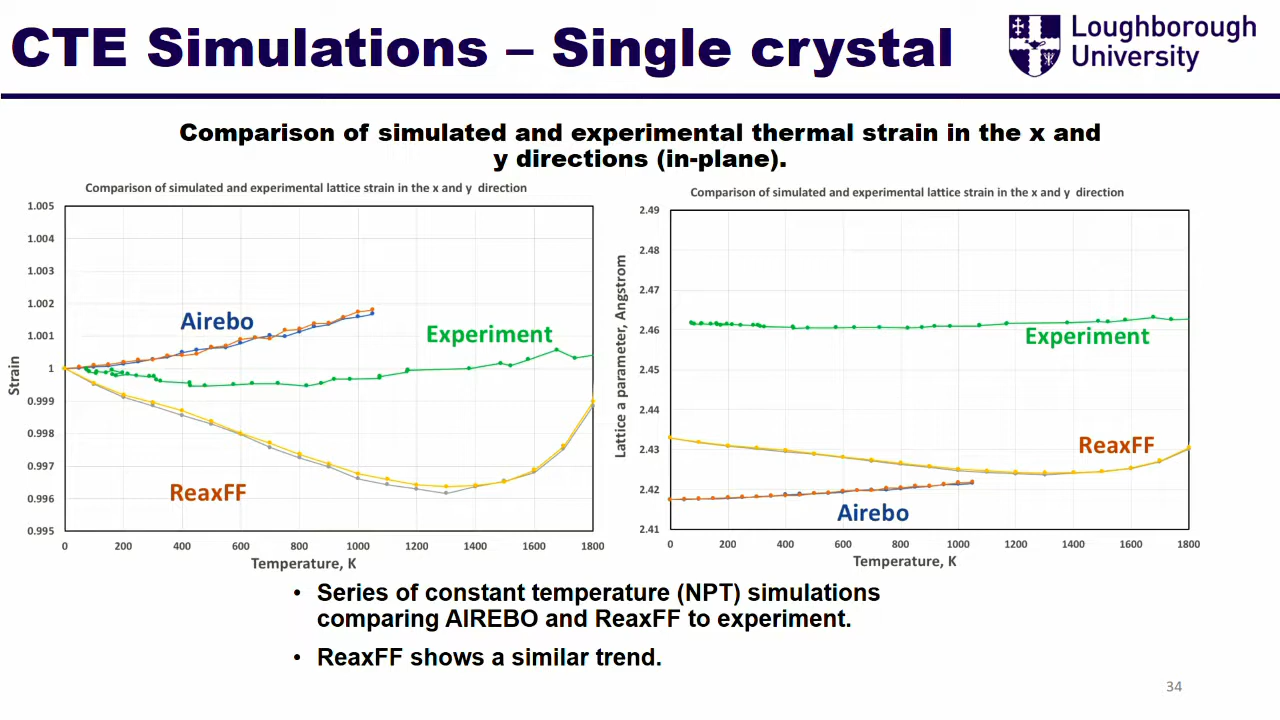 CTE Simulations – Single crystal
Loughborough
University
Comparison of simulated and experimental thermal strain in the x and
y directions (in-plane).
Comparison of simulated and experimental lattice strain in the x and y direction
1.005
1.004
1.003
1.002
1.001
1
0.999
0.998
0.997
0.996
0.995
Strain
Airebo
Experiment
ReaxFF
0 200 400 600 800 1000 1200 1400 1600 1800
Temperature, K
Comparison of simulated and experimental lattice strain in the x and y direction
2.49
2.48
2.47
2.46
2.45
2.44
2.43
2.42
2.41
Lattice a parameter, Angstrom
Experiment
ReaxFF
Airebo
0 200 400 600 800 1000 1200 1400 1600 1800
Temperature, K
• Series of constant temperature (NPT) simulations
comparing AIREBO and ReaxFF to experiment.
• ReaxFF shows a similar trend.
34